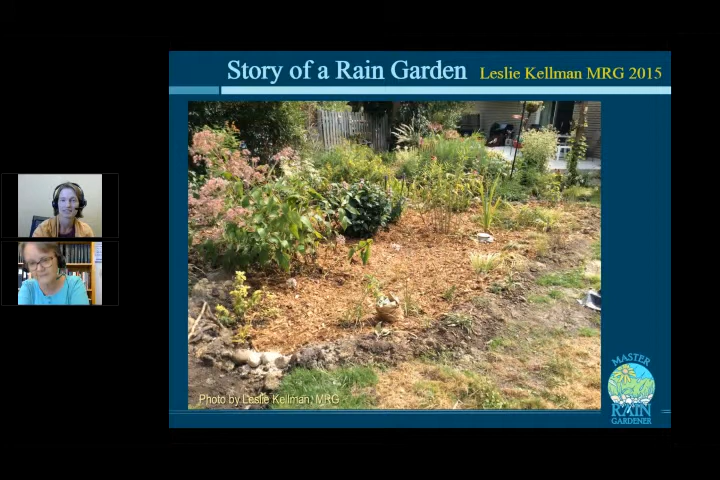 Story of a Rain Garden Leslie Kellman MRG 2015
Photo by Leslie Kellman, MRG
MASTER
RAIN
GARDENER